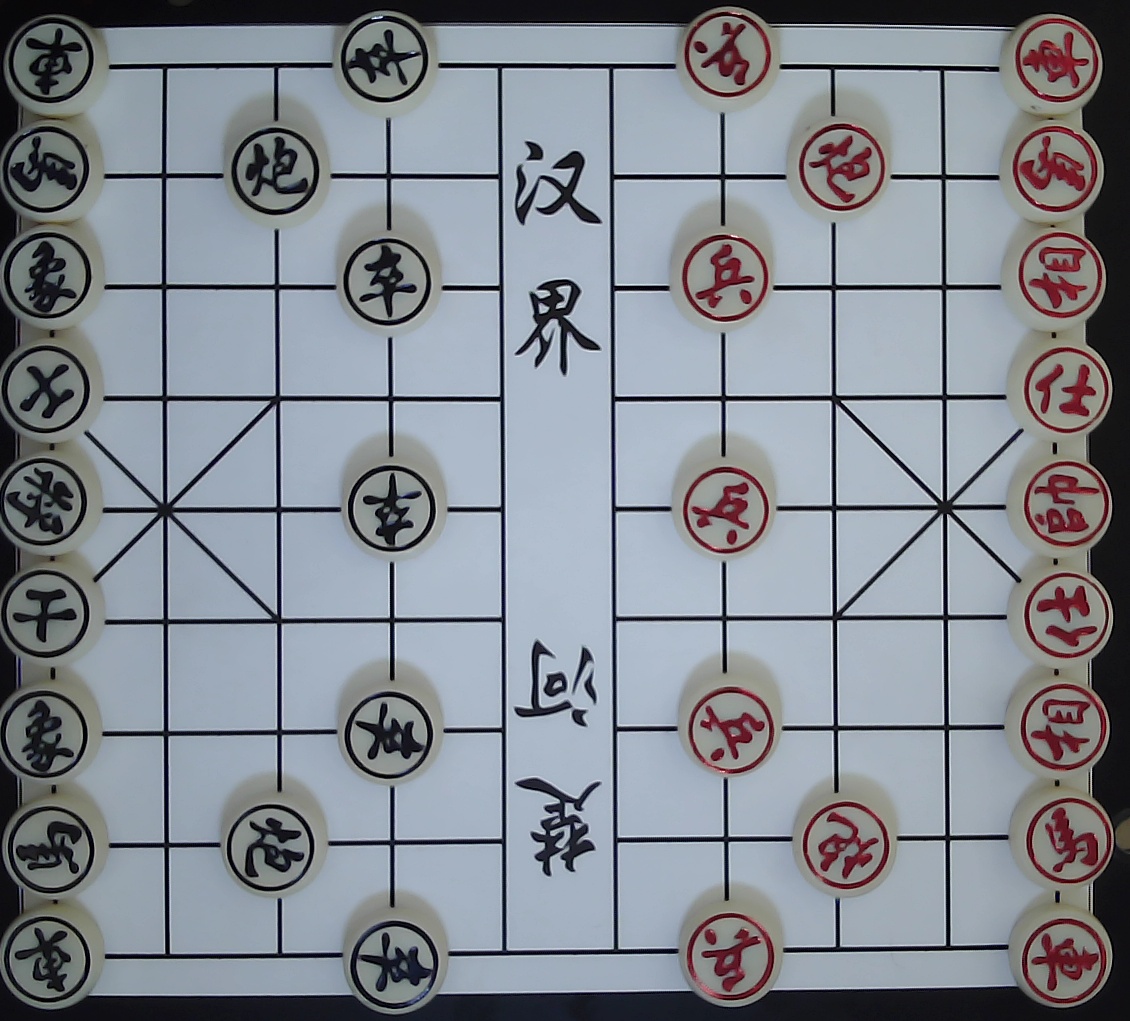 車 卒 兵 車
馬 炮 炮 馬
象 卒 兵 相
士 仕
將 卒 兵 帥
士 仕
象 卒 兵 相
馬 炮 炮 馬
車 卒 兵 車
汉界
楚河